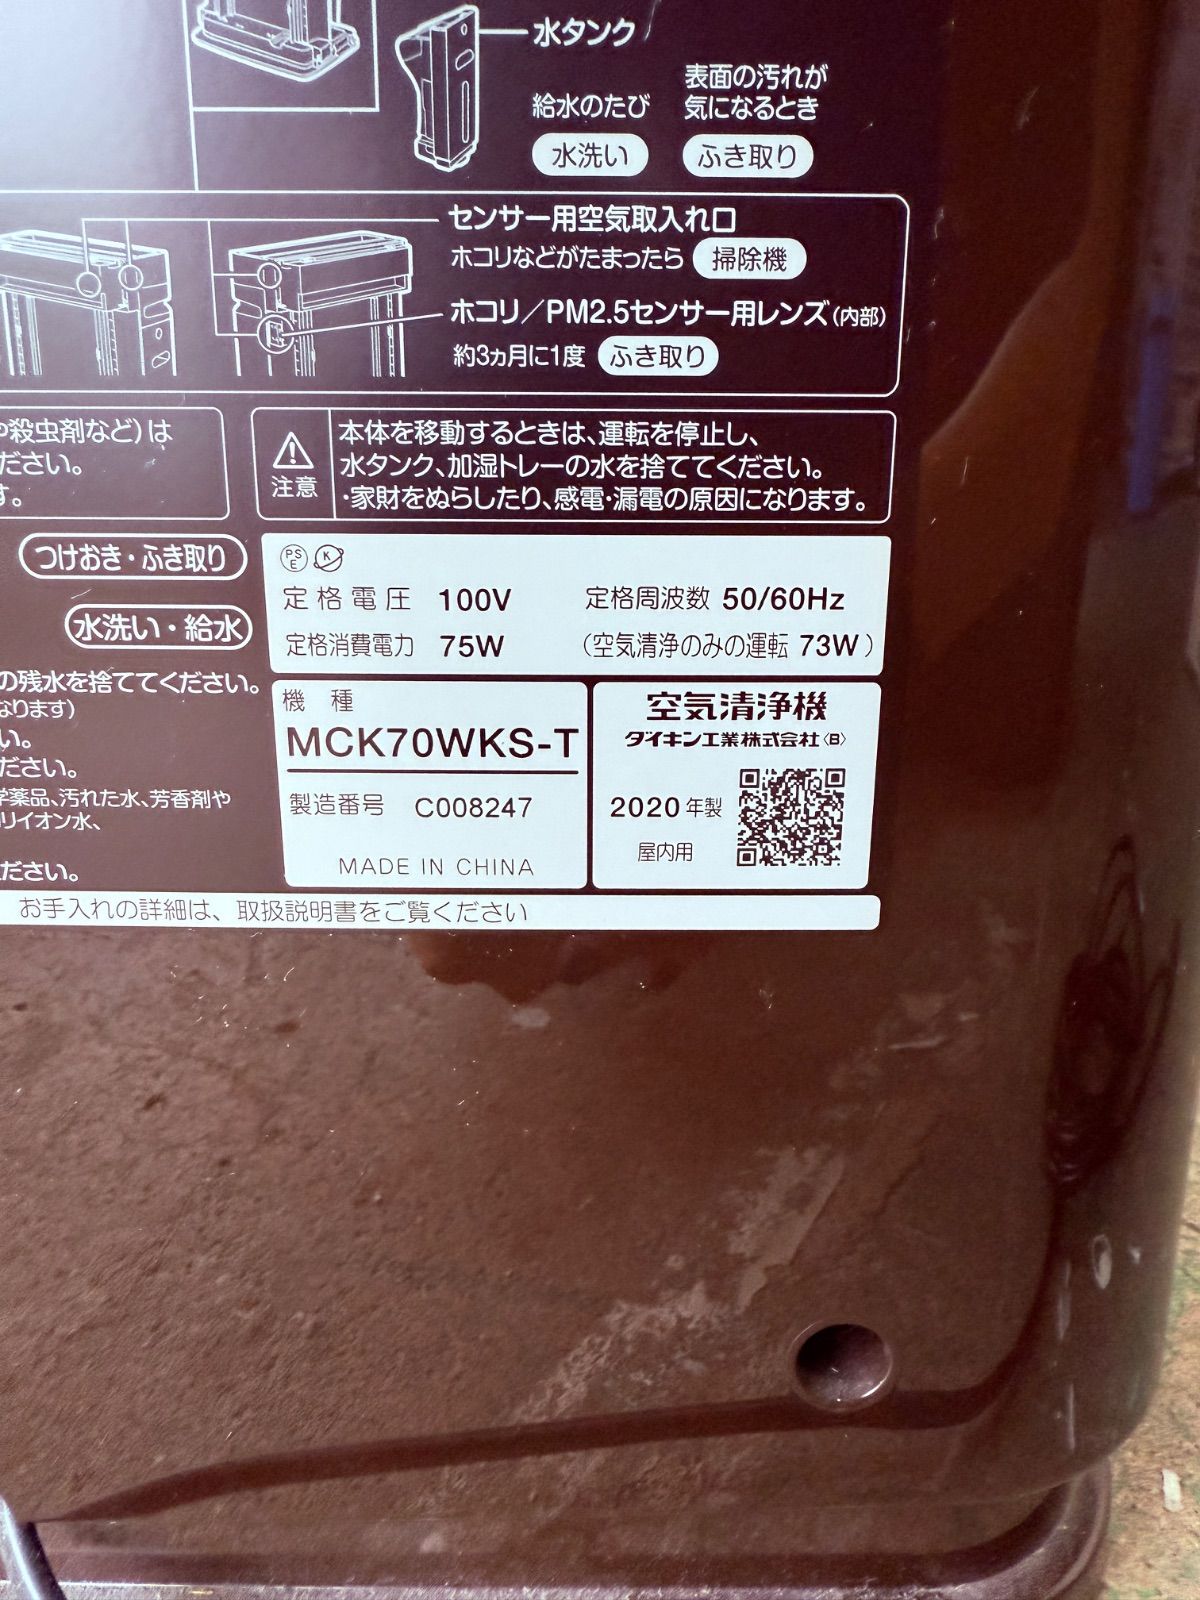 水タンク
給水のたび
水洗い
表面の汚れが
気になるとき
ふき取り
センサー用空気取入れ口
ホコリなどがたまったら 掃除機
ホコリ／PM2.5センサー用レンズ(内部)
約3ヵ月に1度 ふき取り
や殺虫剤など)は
ださい。
す。
注意
本体を移動するときは、運転を停止し、
水タンク、加湿トレーの水を捨ててください。
・家財をぬらしたり、感電・漏電の原因になります。
つけおき・ふき取り
水洗い・給水
の残水を捨ててください。
なります)
い。
ださい。
学薬品、汚れた水、芳香剤や
リイオン水、
ださい。
PS
E
K
定格電圧 100V 定格周波数 50/60Hz
定格消費電力 75W (空気清浄のみの運転 73W)
機種
MCK70WKS-T
製造番号 C008247
MADE IN CHINA
空気清浄機
ダイキン工業株式会社〈B〉
2020年製
屋内用
お手入れの詳細は、取扱説明書をご覧ください